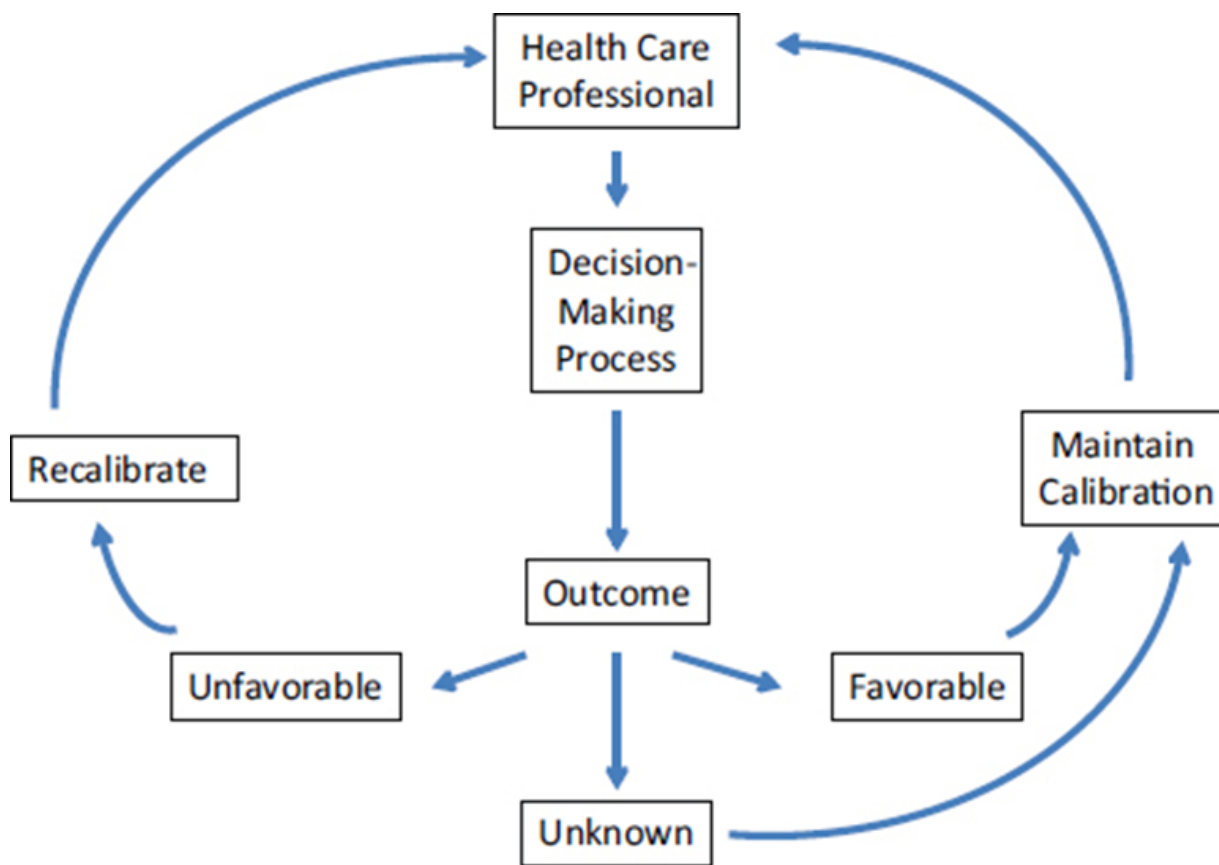 Health Care
Professional
Decision-
Making
Process
Recalibrate
Maintain
Calibration
Outcome
Unfavorable
Favorable
Unknown